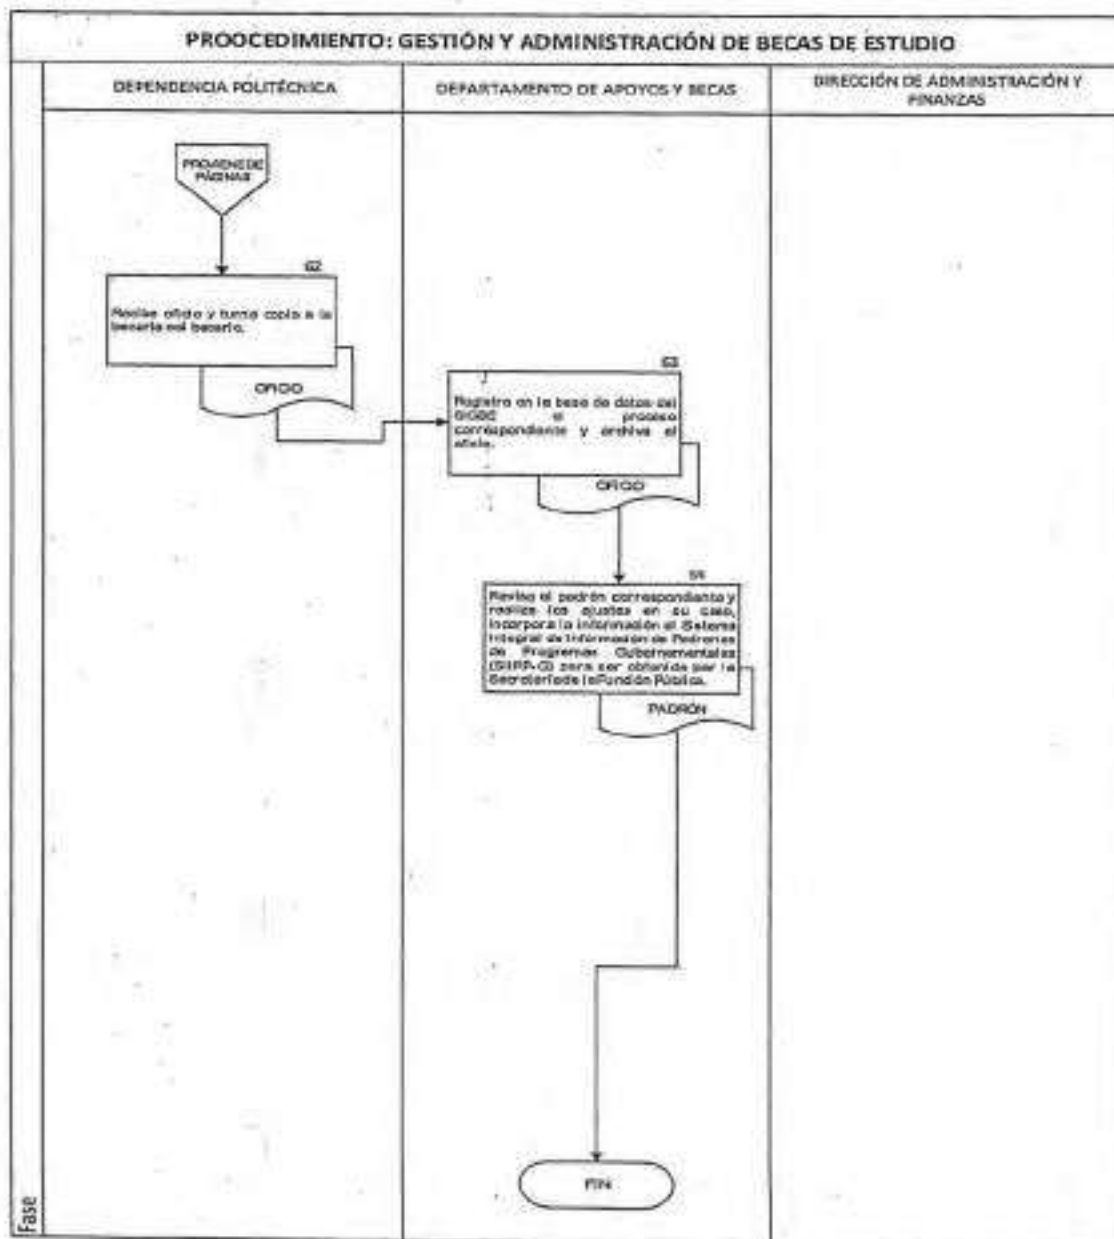 PROOCEDIMIENTO: GESTIÓN Y ADMINISTRACIÓN DE BECAS DE ESTUDIO
DEPENDENCIA POLITÉCNICA
DEPARTAMENTO DE APOYOS Y BECAS
DIRECCIÓN DE ADMINISTRACIÓN Y
FINANZAS
PROVIENE DE
PÁGINAS
62
Recibe oficio y turna copia a la
becaria o al becario.
OFICIO
63
Registra en la base de datos del
el proceso
correspondiente y archiva el
oficio.
OFICIO
64
Revisa el padrón correspondiente y
realiza los ajustes en su caso,
incorpora la información al Sistema
Integral de Información de Padrones
de Programas Gubernamentales
(SIIPP-G) para ser obtenida por la
Secretaría de la Función Pública.
PADRÓN
FIN
Fase